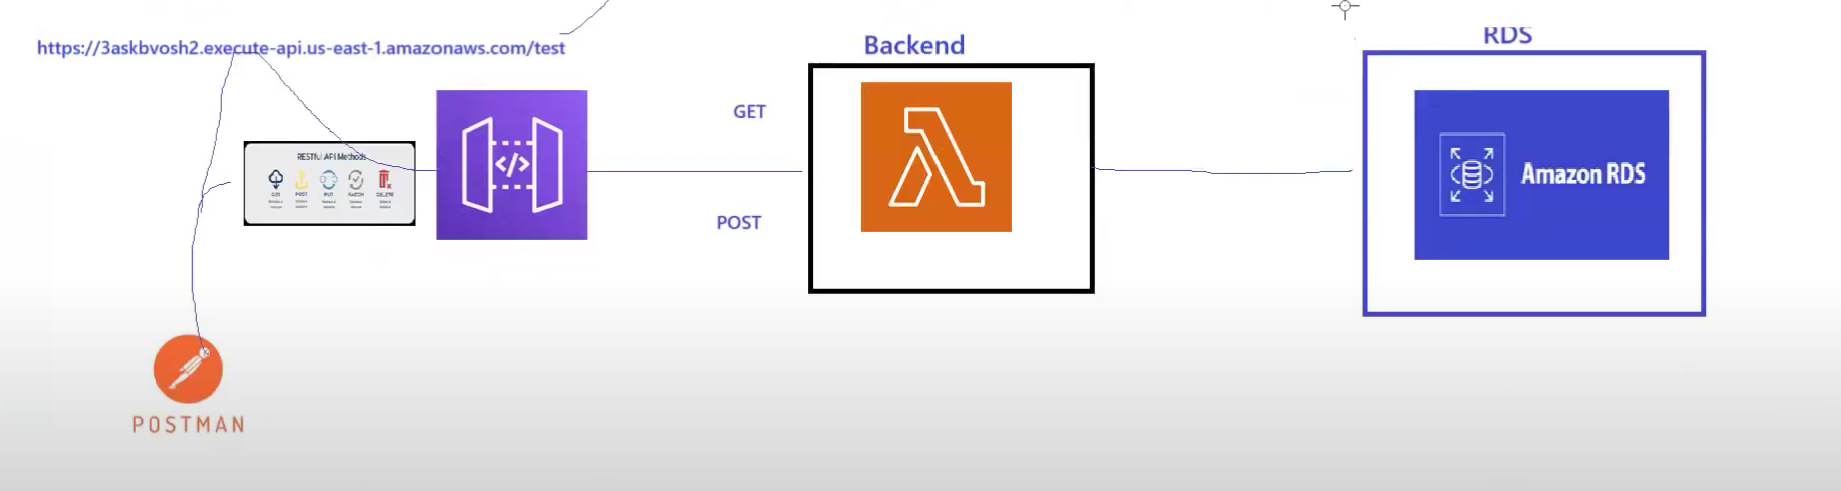 https://3askbvosh2.execute-api.us-east-1.amazonaws.com/test
Backend
RDS
GET
RESTful API Methods
GET POST PUT PATCH DELETE
Amazon RDS
POST
POSTMAN